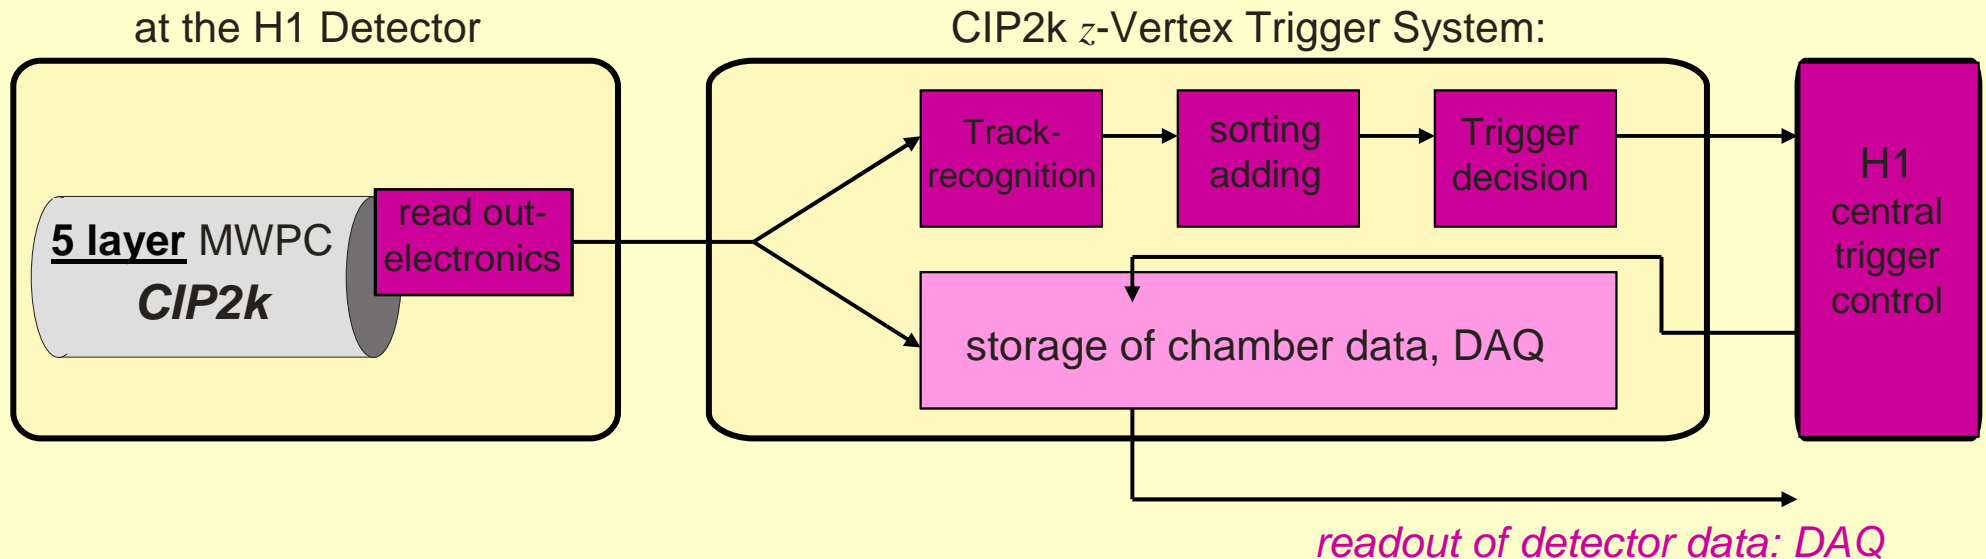 at the H1 Detector
CIP2k z-Vertex Trigger System:
5 layer MWPC
CIP2k
read out-
electronics
Track-
recognition
sorting
adding
Trigger
decision
H1
central
trigger
control
storage of chamber data, DAQ
readout of detector data: DAQ